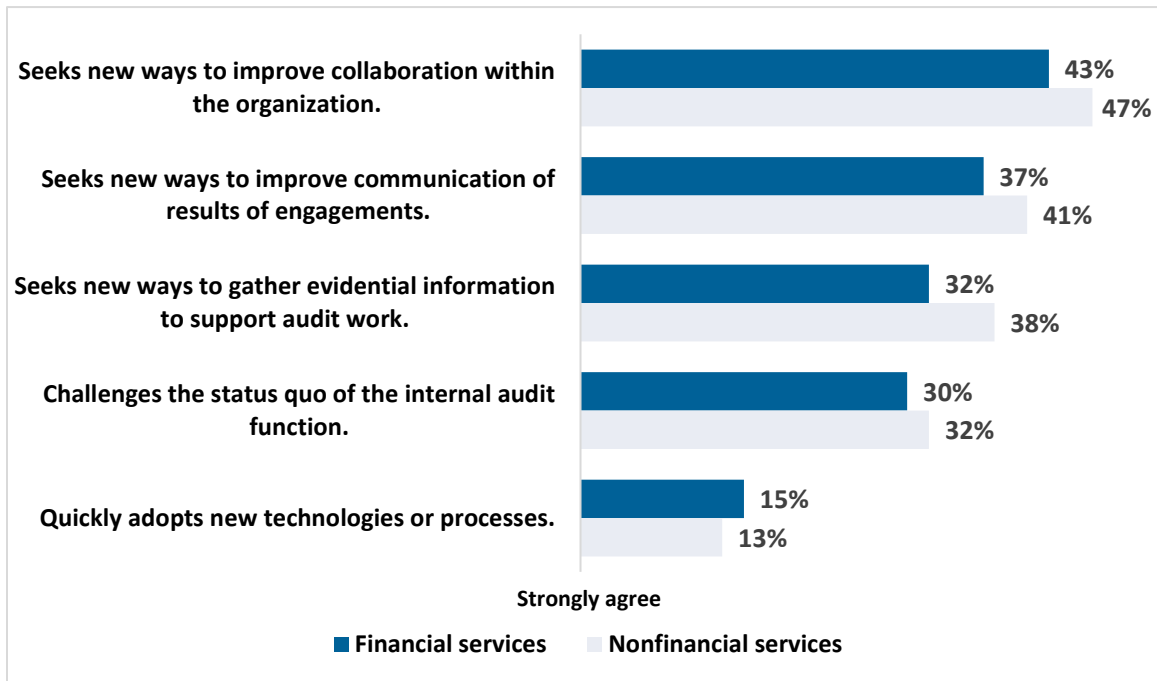 Seeks new ways to improve collaboration within
the organization.
43%
47%
Seeks new ways to improve communication of
results of engagements.
37%
41%
Seeks new ways to gather evidential information
to support audit work.
32%
38%
Challenges the status quo of the internal audit
function.
30%
32%
Quickly adopts new technologies or processes.
15%
13%
Strongly agree
Financial services
Nonfinancial services